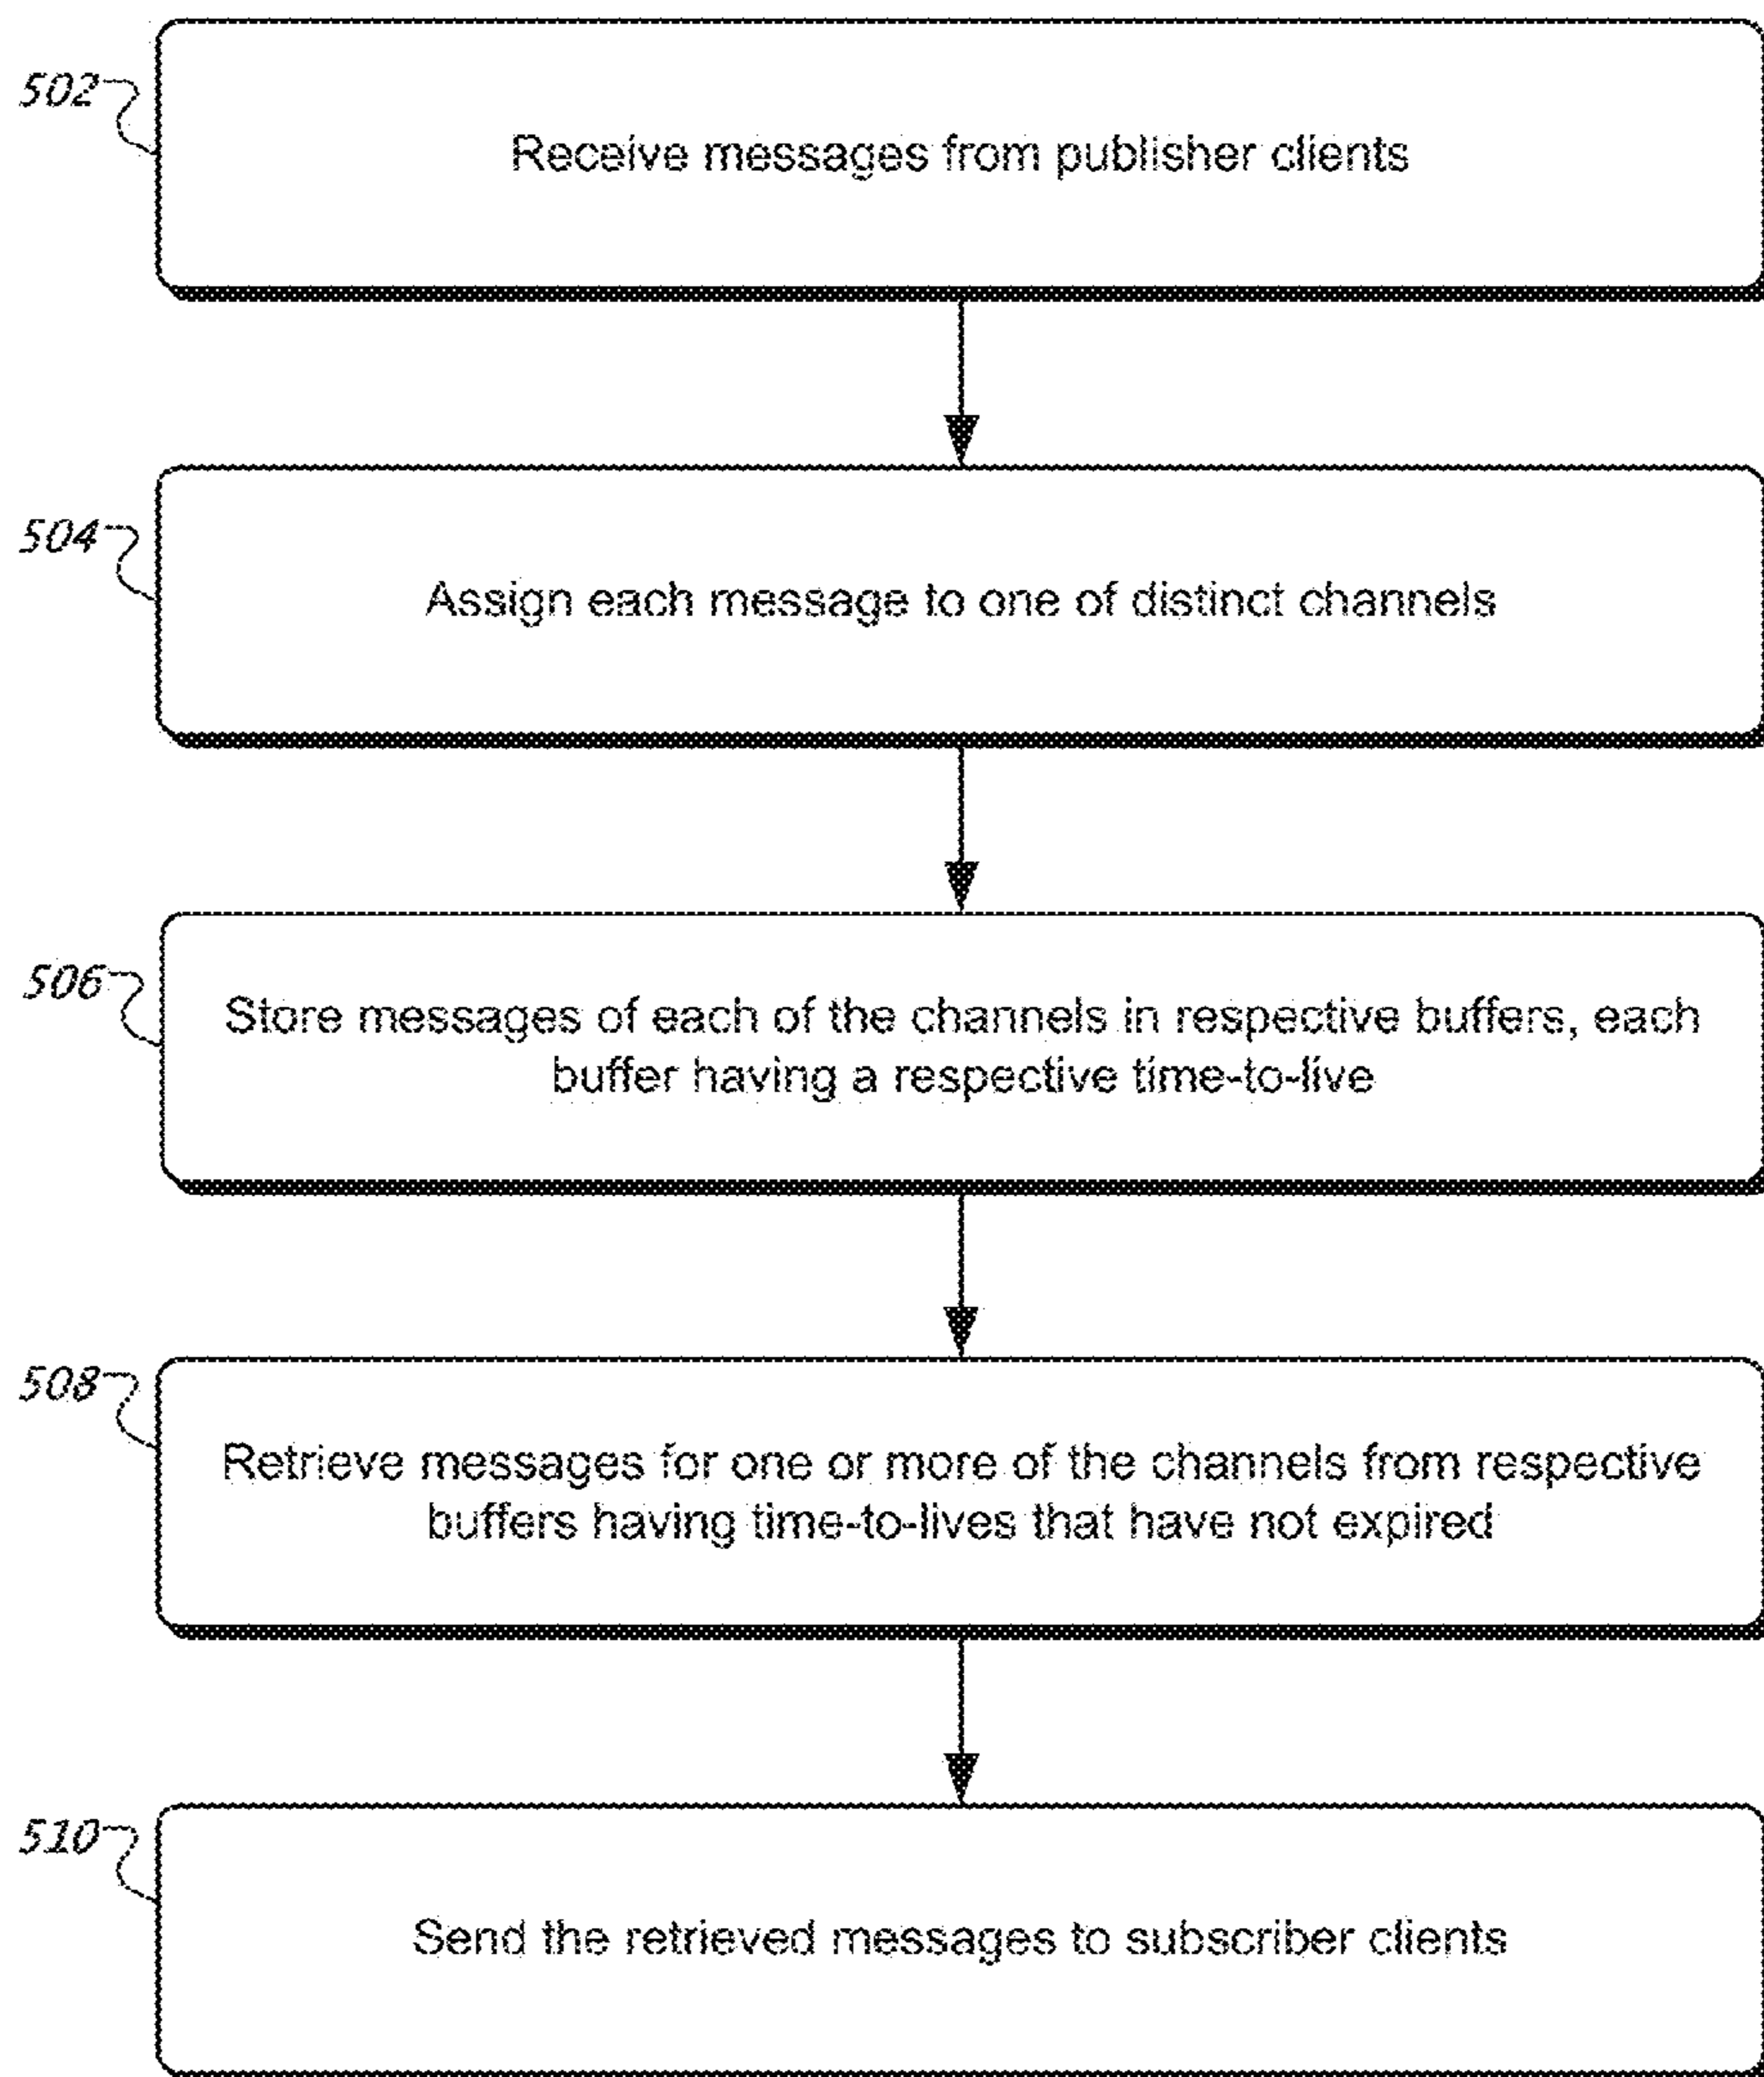 502
Receive messages from publisher clients
504
Assign each message to one of distinct channels
506
Store messages of each of the channels in respective buffers, each
buffer having a respective time-to-live
508
Retrieve messages for one or more of the channels from respective
buffers having time-to-lives that have not expired
510
Send the retrieved messages to subscriber clients